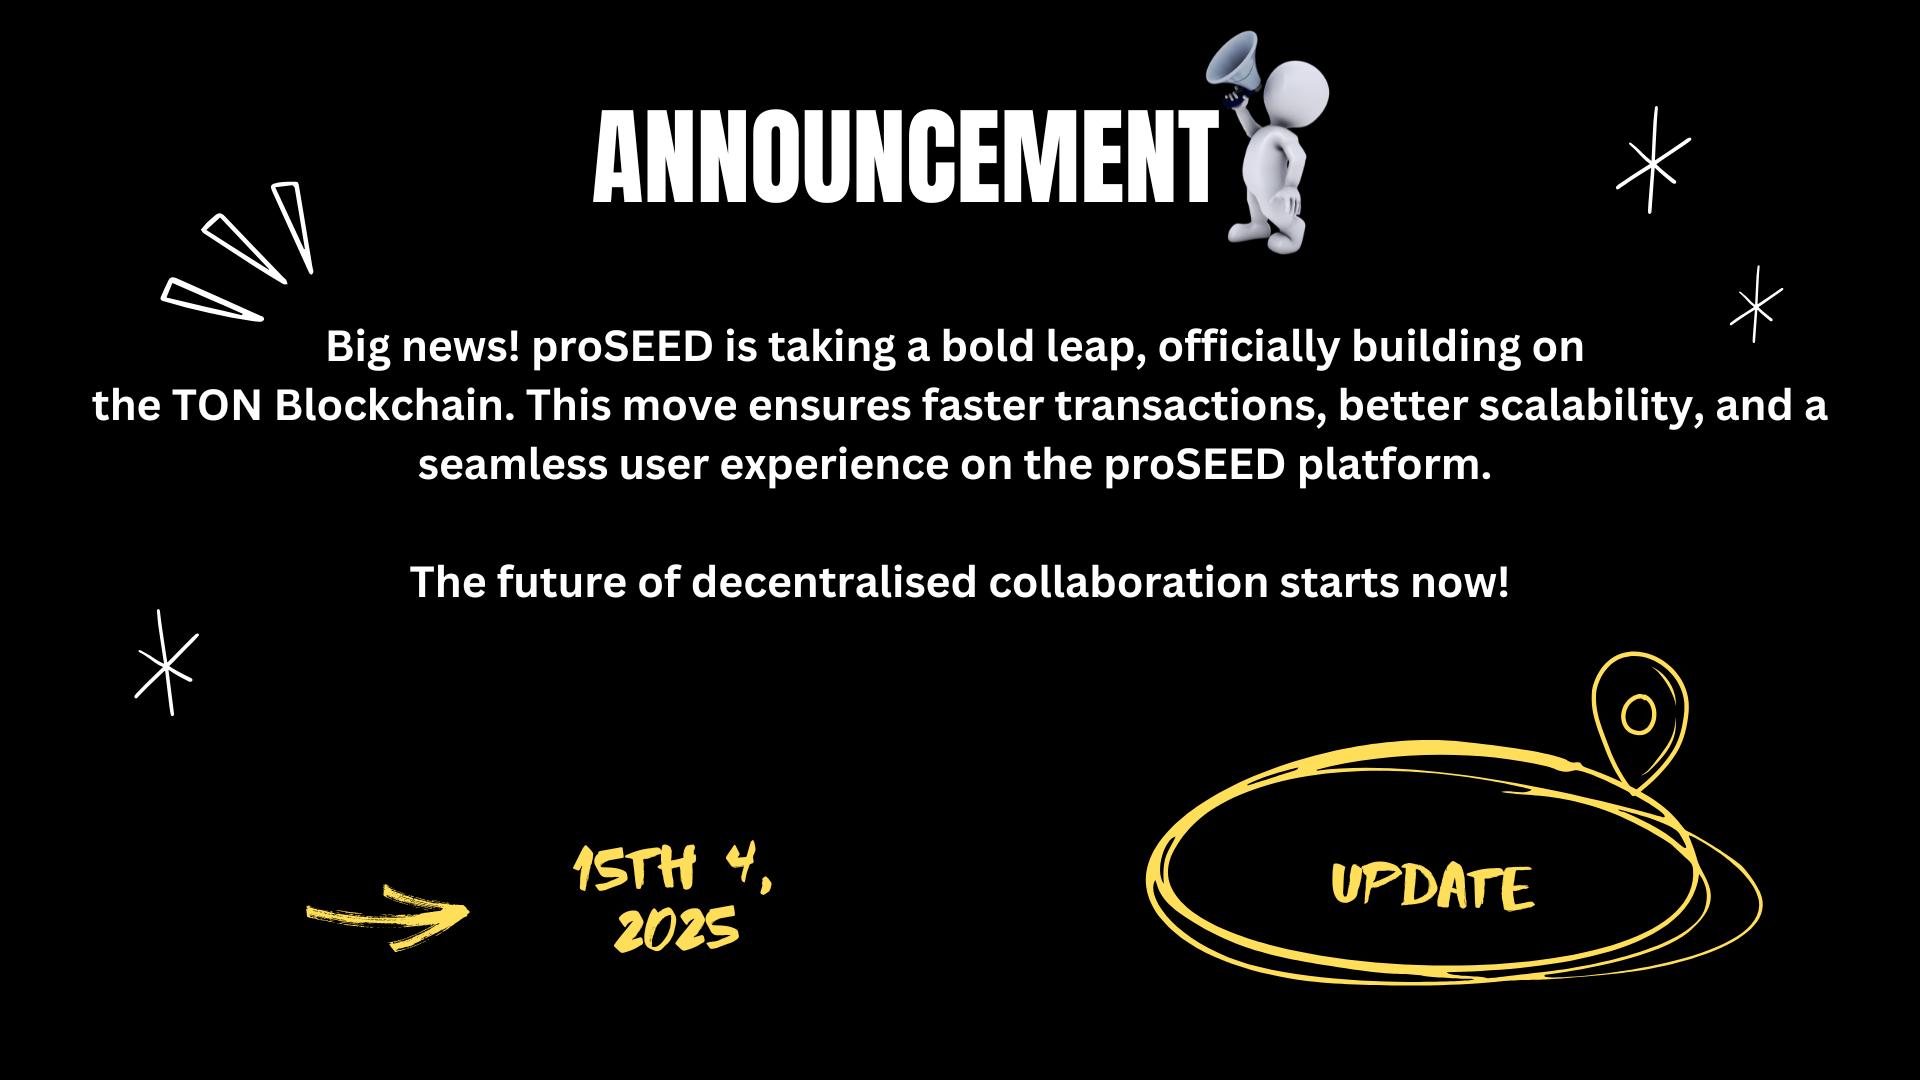 ANNOUNCEMENT
Big news! proSEED is taking a bold leap, officially building on
the TON Blockchain. This move ensures faster transactions, better scalability, and a
seamless user experience on the proSEED platform.
The future of decentralised collaboration starts now!
15TH 4,
2025
UPDATE